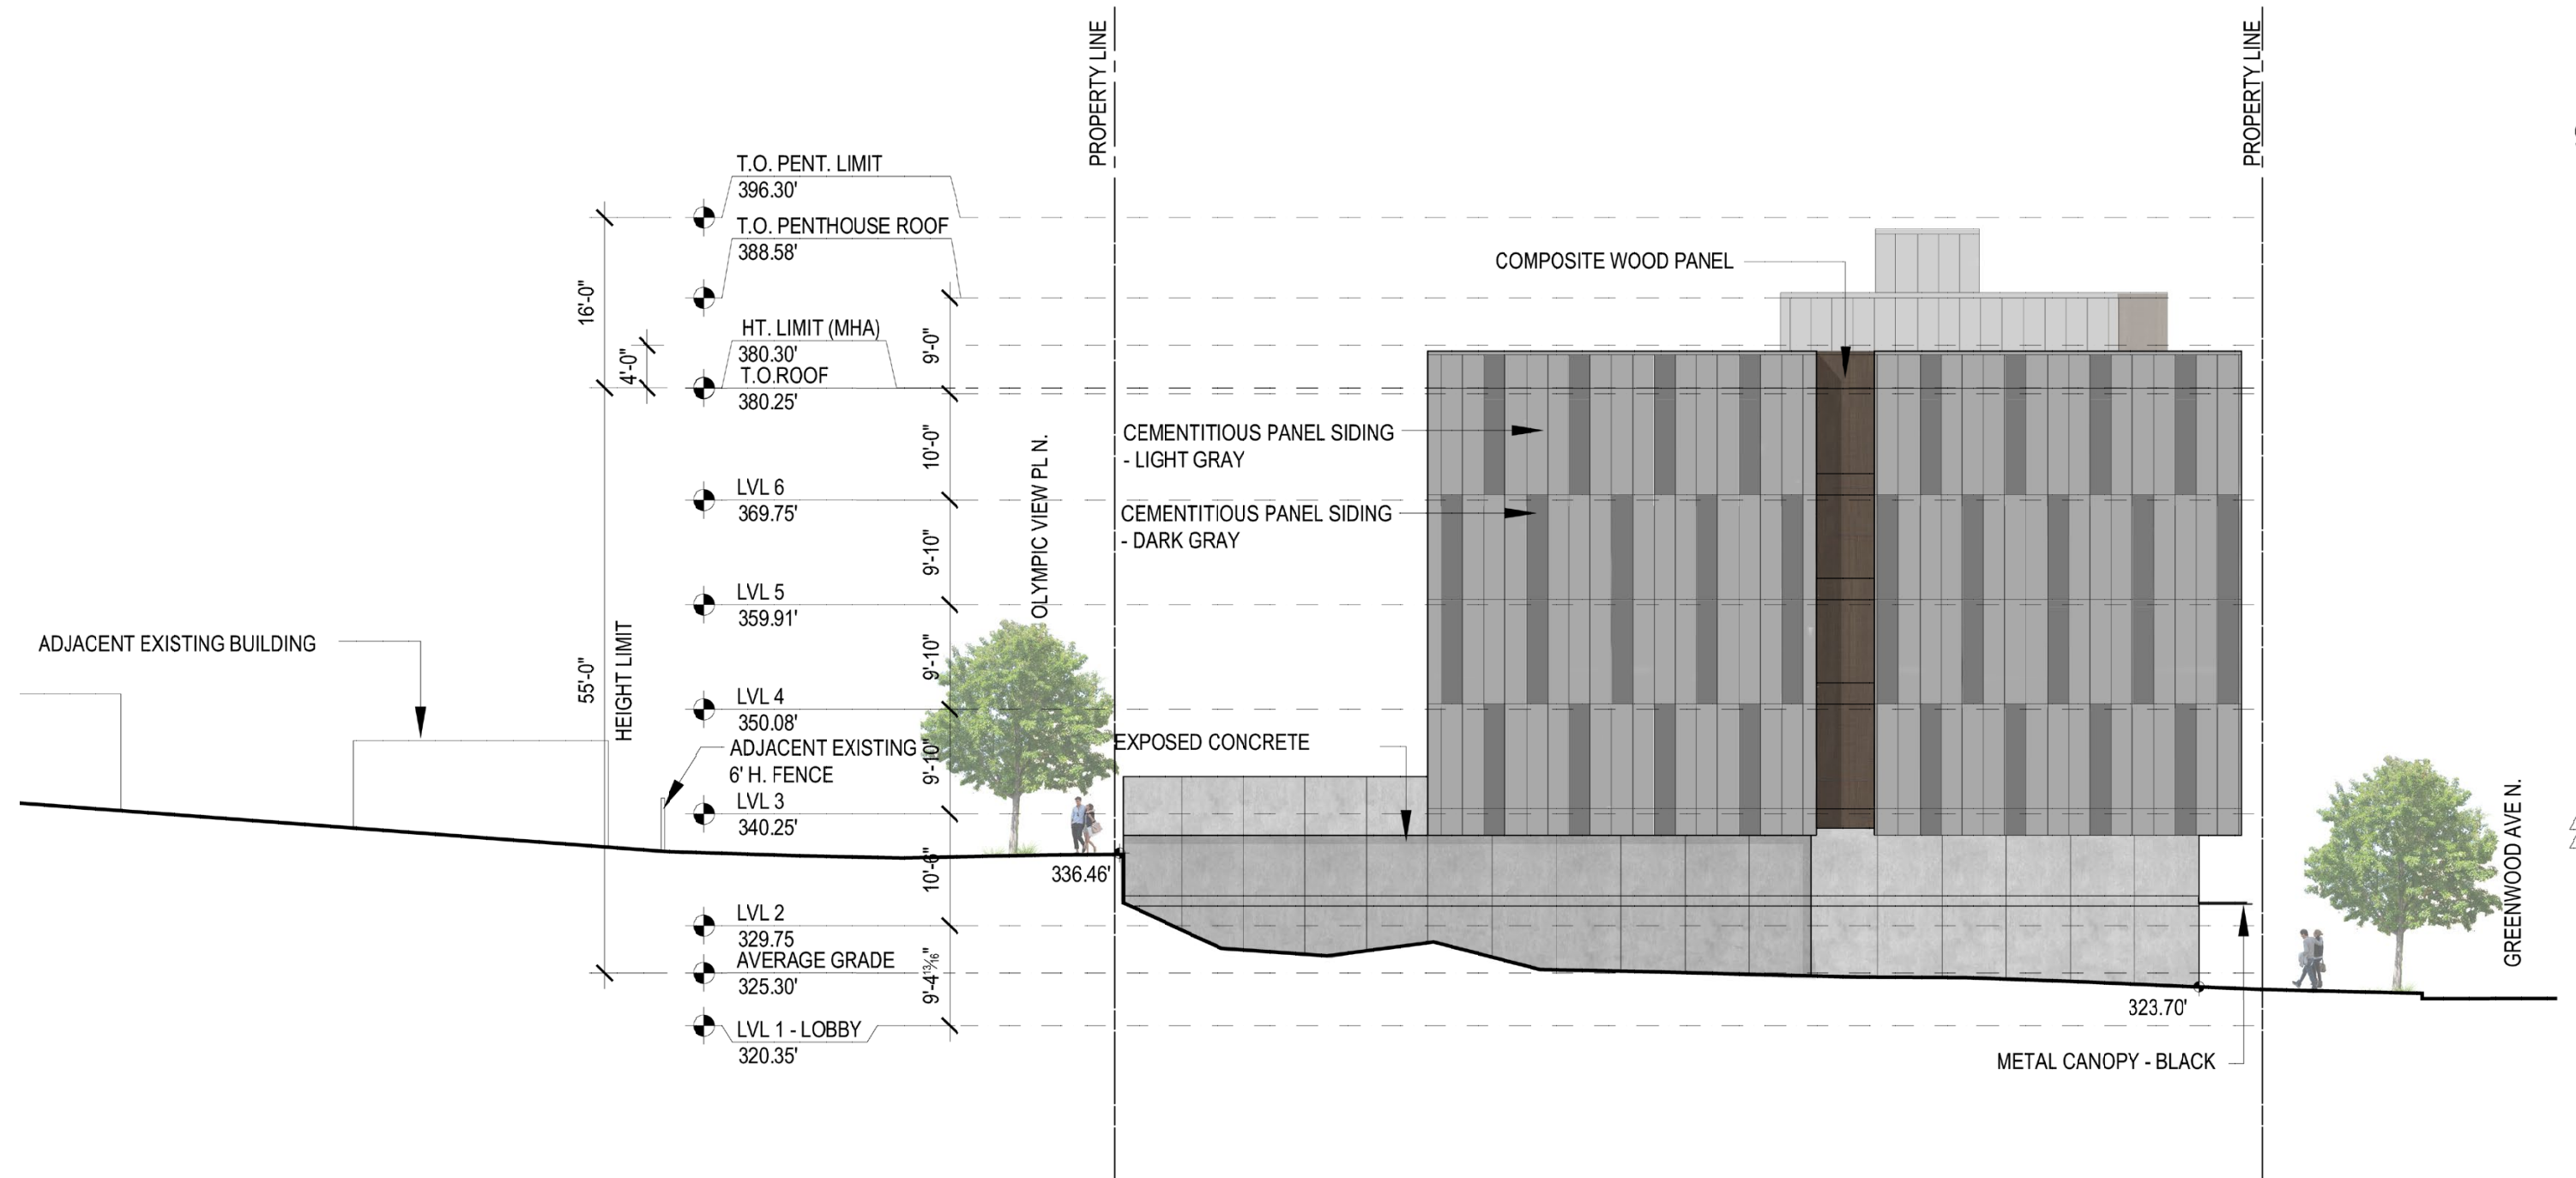 PROPERTY LINE
PROPERTY LINE
T.O. PENT. LIMIT
396.30'
T.O. PENTHOUSE ROOF
388.58'
COMPOSITE WOOD PANEL
16'-0"
HT. LIMIT (MHA)
380.30'
9'-0"
4'-0"
T.O.ROOF
380.25'
CEMENTITIOUS PANEL SIDING
- LIGHT GRAY
10'-0"
LVL 6
369.75'
CEMENTITIOUS PANEL SIDING
- DARK GRAY
OLYMPIC VIEW PL N.
9'-10"
LVL 5
359.91'
ADJACENT EXISTING BUILDING
55'-0"
HEIGHT LIMIT
9'-10"
LVL 4
350.08'
ADJACENT EXISTING
6' H. FENCE
9'-10"
EXPOSED CONCRETE
LVL 3
340.25'
336.46'
10'-6"
GREENWOOD AVE N.
LVL 2
329.75
AVERAGE GRADE
325.30'
9'-4 13/16"
323.70'
LVL 1 - LOBBY
320.35'
METAL CANOPY - BLACK